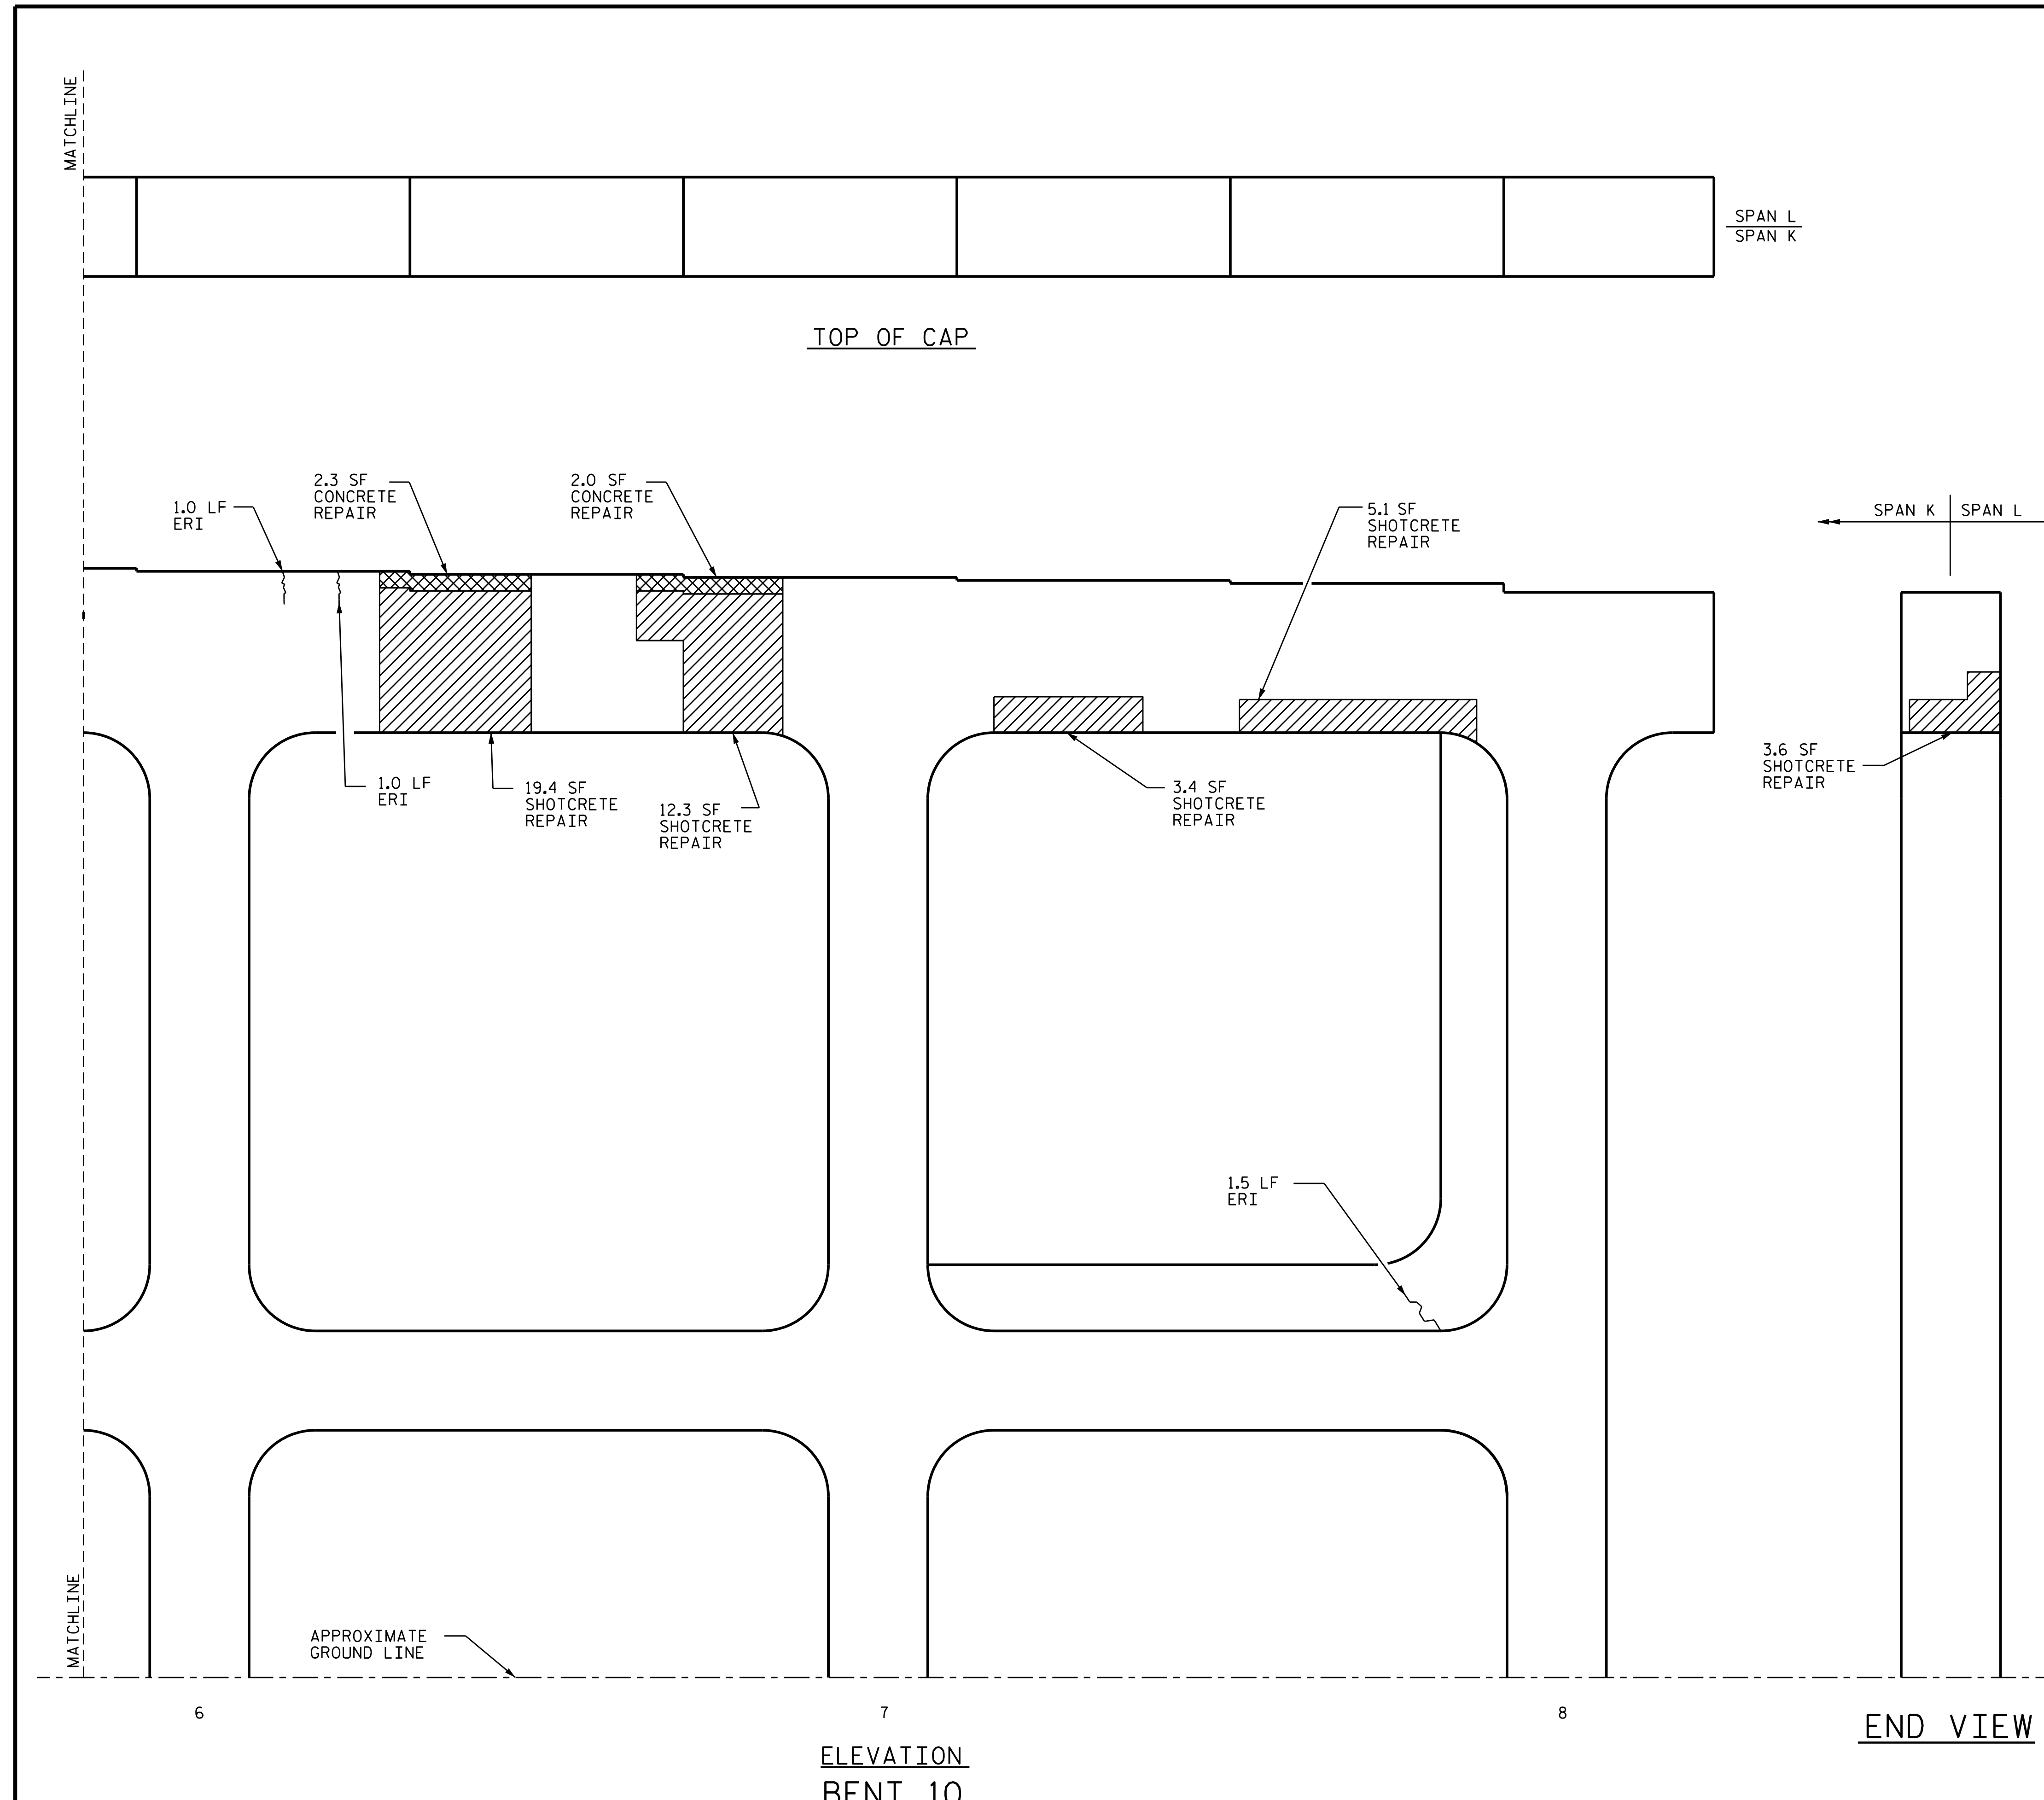 MATCHLINE
SPAN L
SPAN K
TOP OF CAP
2.3 SF
CONCRETE
REPAIR
2.0 SF
CONCRETE
REPAIR
1.0 LF
ERI
5.1 SF
SHOTCRETE
REPAIR
SPAN K
SPAN L
3.6 SF
SHOTCRETE
REPAIR
1.0 LF
ERI
19.4 SF
SHOTCRETE
REPAIR
12.3 SF
SHOTCRETE
REPAIR
3.4 SF
SHOTCRETE
REPAIR
1.5 LF
ERI
MATCHLINE
APPROXIMATE
GROUND LINE
6
7
8
END VIEW
ELEVATION
BENT 10